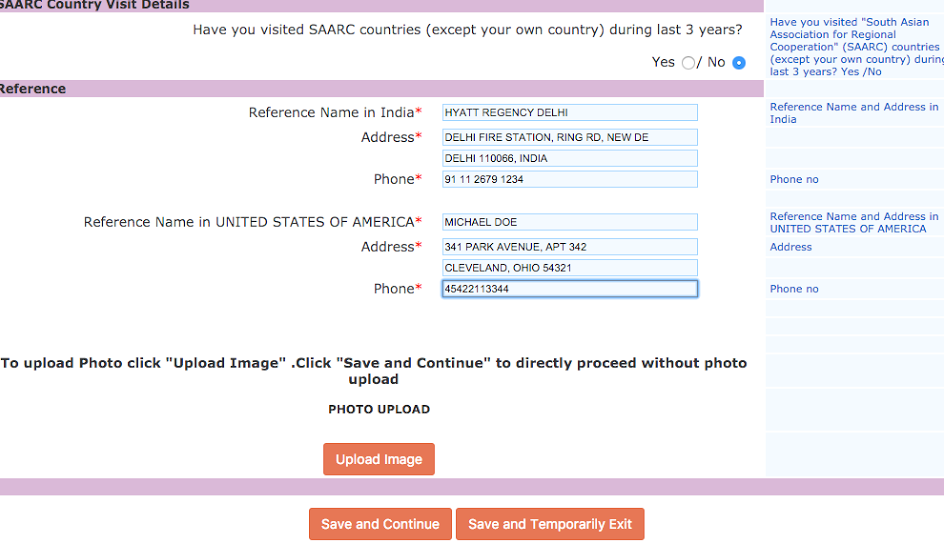 SAARC Country Visit Details
Have you visited SAARC countries (except your own country) during last 3 years?
Yes / No
Have you visited "South Asian
Association for Regional
Cooperation" (SAARC) countries
(except your own country) during
last 3 years? Yes /No
Reference
Reference Name in India* HYATT REGENCY DELHI
Reference Name and Address in
India
Address* DELHI FIRE STATION, RING RD, NEW DE
DELHI 110066, INDIA
Phone* 91 11 2679 1234
Phone no
Reference Name in UNITED STATES OF AMERICA* MICHAEL DOE
Reference Name and Address in
UNITED STATES OF AMERICA
Address* 341 PARK AVENUE, APT 342
Address
CLEVELAND, OHIO 54321
Phone* 45422113344
Phone no
To upload Photo click "Upload Image" .Click "Save and Continue" to directly proceed without photo
upload
PHOTO UPLOAD
Upload Image
Save and Continue Save and Temporarily Exit